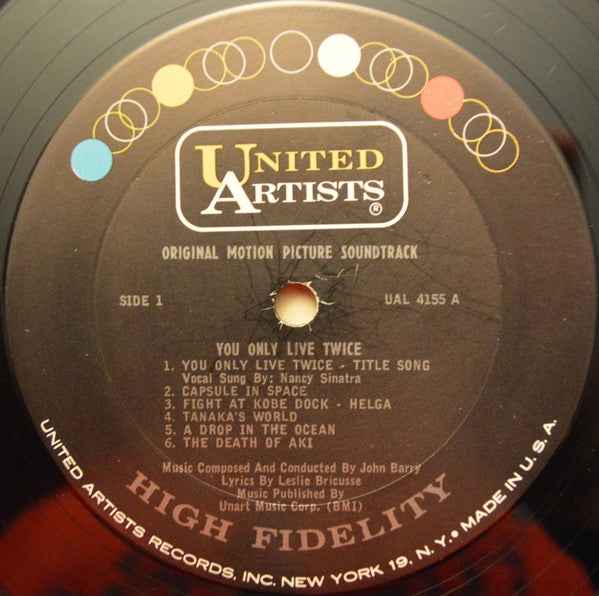 UNITED
ARTISTS®
ORIGINAL MOTION PICTURE SOUNDTRACK
SIDE 1
UAL 4155 A
YOU ONLY LIVE TWICE
1. YOU ONLY LIVE TWICE - TITLE SONG
Vocal Sung By: Nancy Sinatra
2. CAPSULE IN SPACE
3. FIGHT AT KOBE DOCK - HELGA
4. TANAKA'S WORLD
5. A DROP IN THE OCEAN
6. THE DEATH OF AKI
Music Composed And Conducted By John Barry
Lyrics By Leslie Bricusse
Music Published By
Unart Music Corp. (BMI)
HIGH FIDELITY
UNITED ARTISTS RECORDS, INC. NEW YORK 19, N.Y. • MADE IN U.S.A.